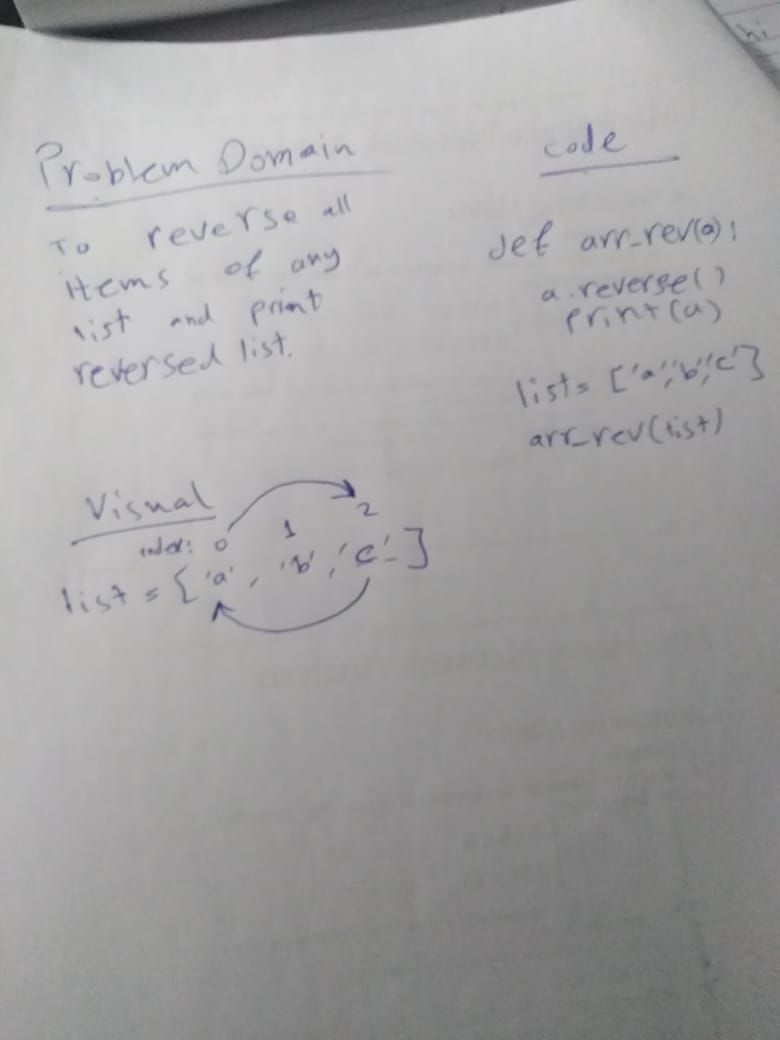 Problem Domain
To reverse all
items of any
list and print
reversed list.
code
def arr_rev(a):
a.reverse()
print(a)
list= ['a','b','c']
arr_rev(list)
Visual
index: 0 1 2
list = ['a', 'b', 'c']
hi